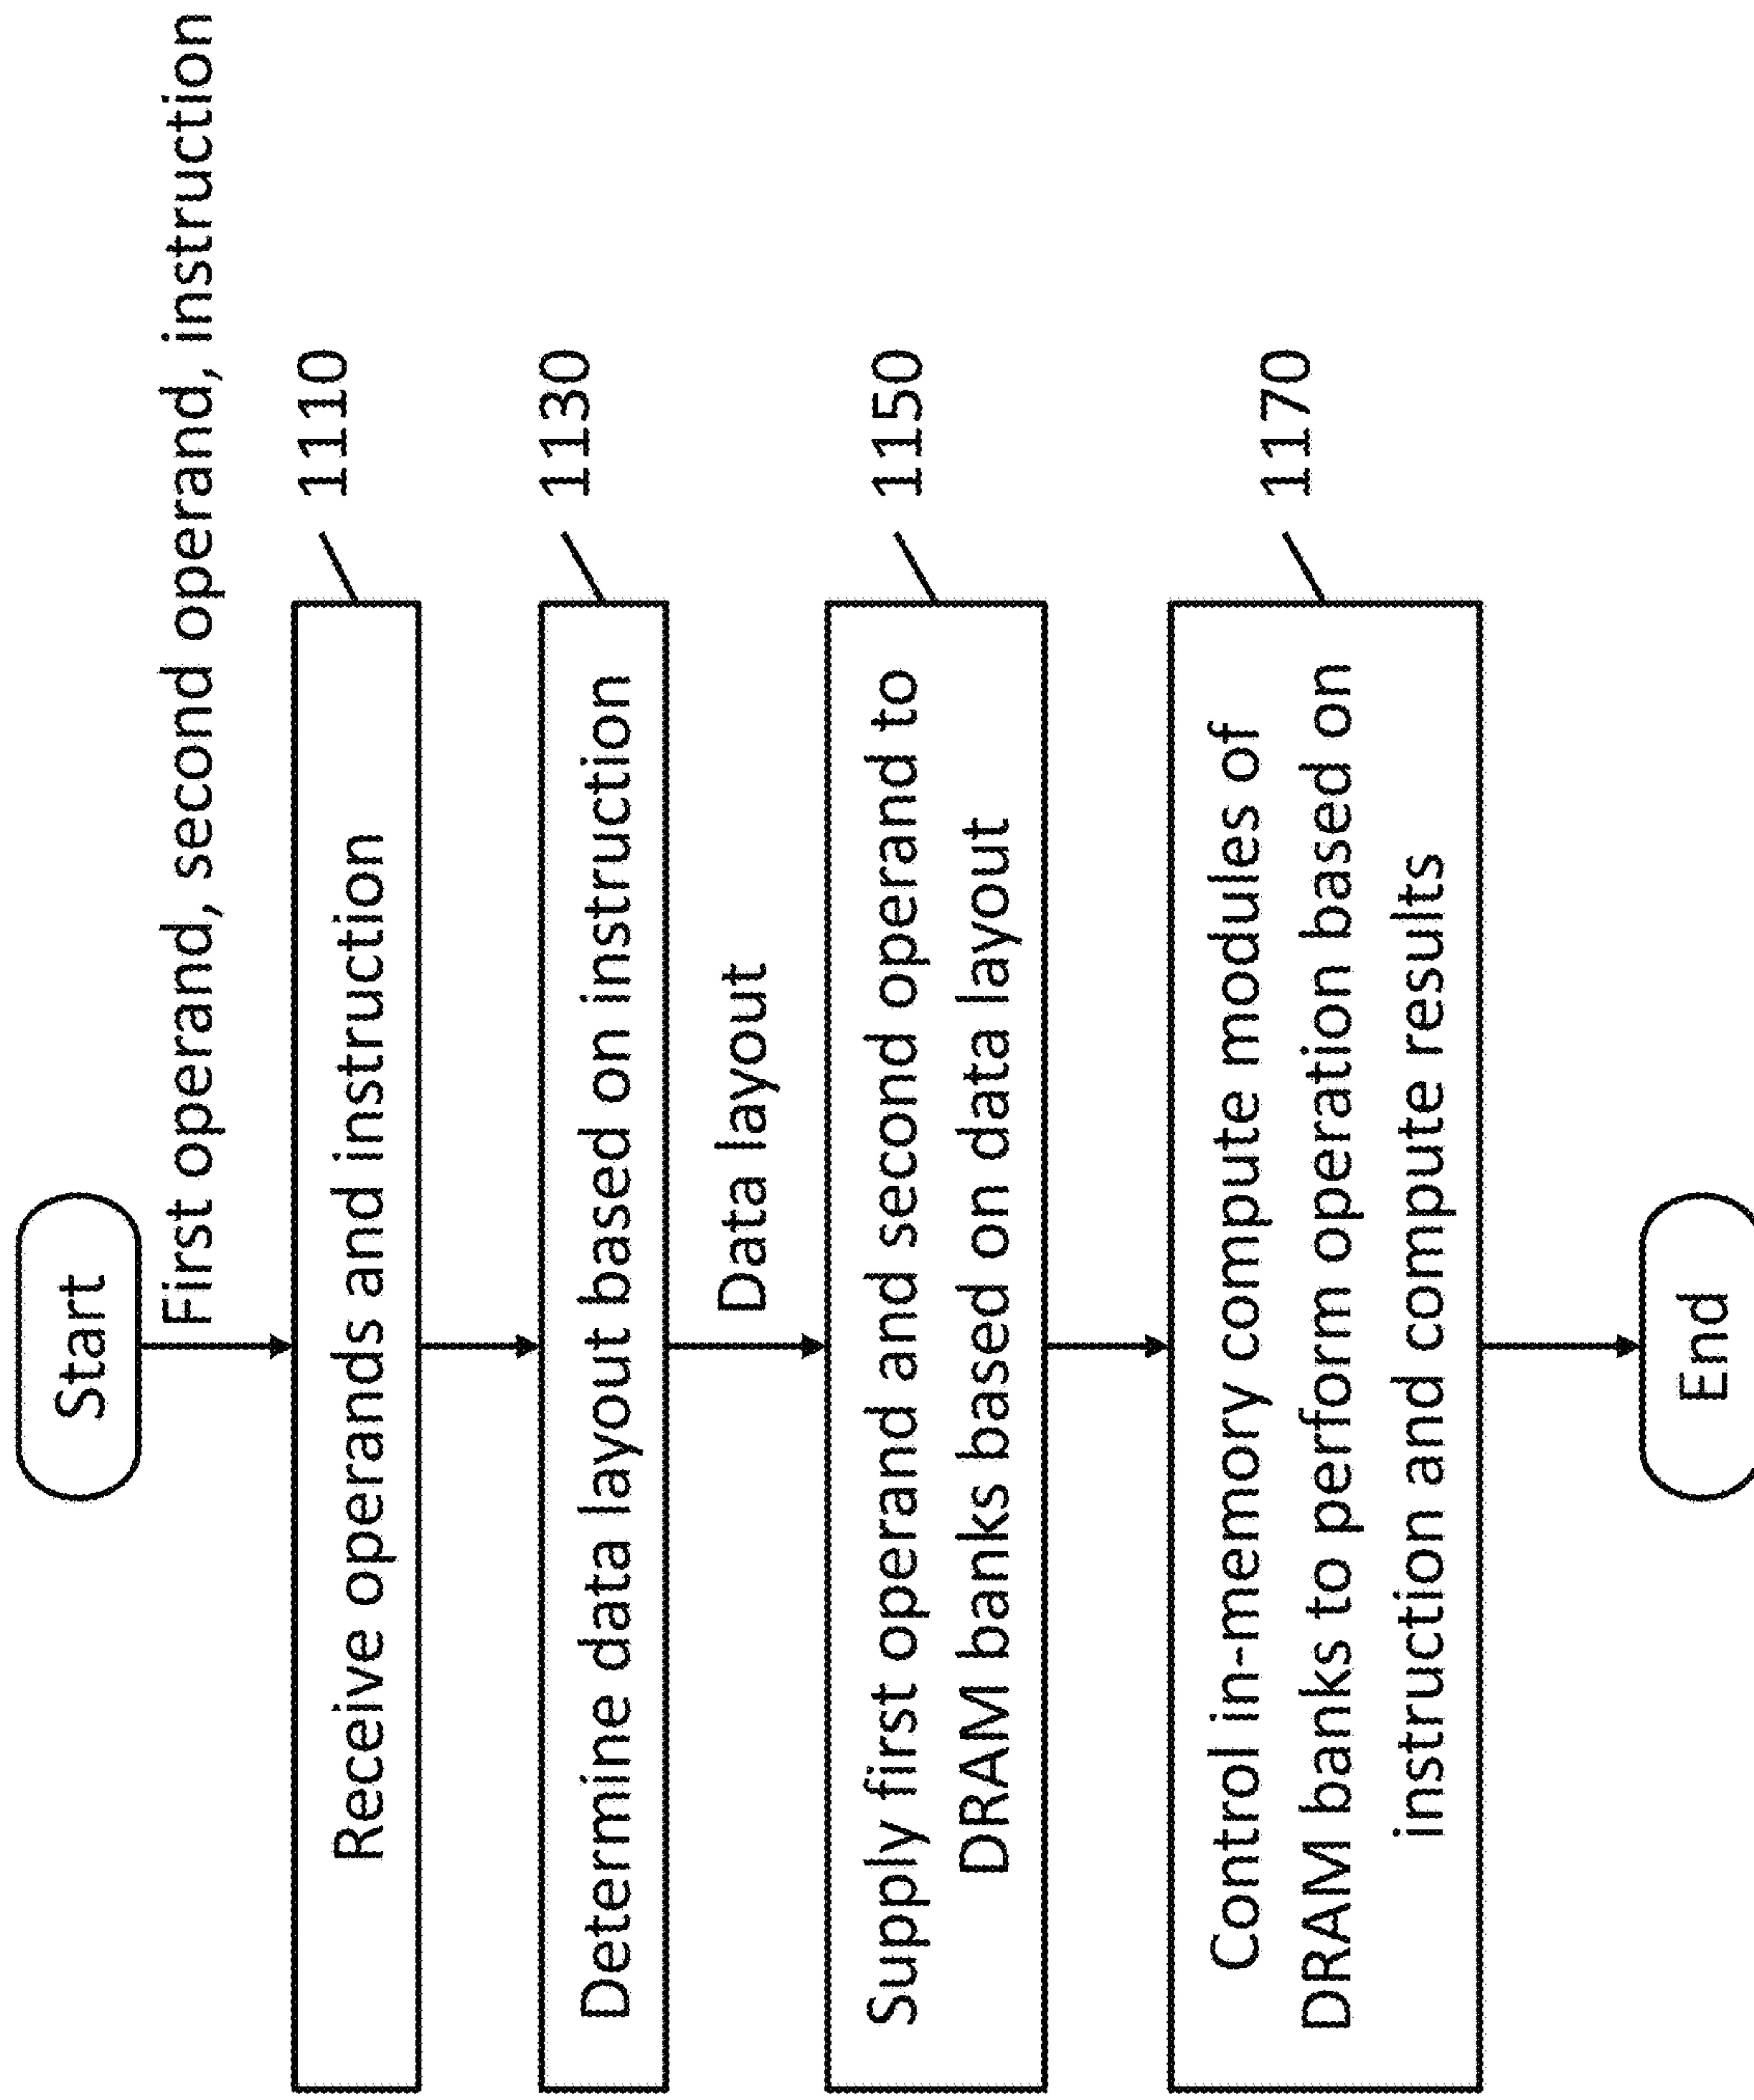 Start
First operand, second operand, instruction
Receive operands and instruction
1110
Determine data layout based on instruction
1130
Data layout
Supply first operand and second operand to
DRAM banks based on data layout
1150
Control in-memory compute modules of
DRAM banks to perform operation based on
instruction and compute results
1170
End